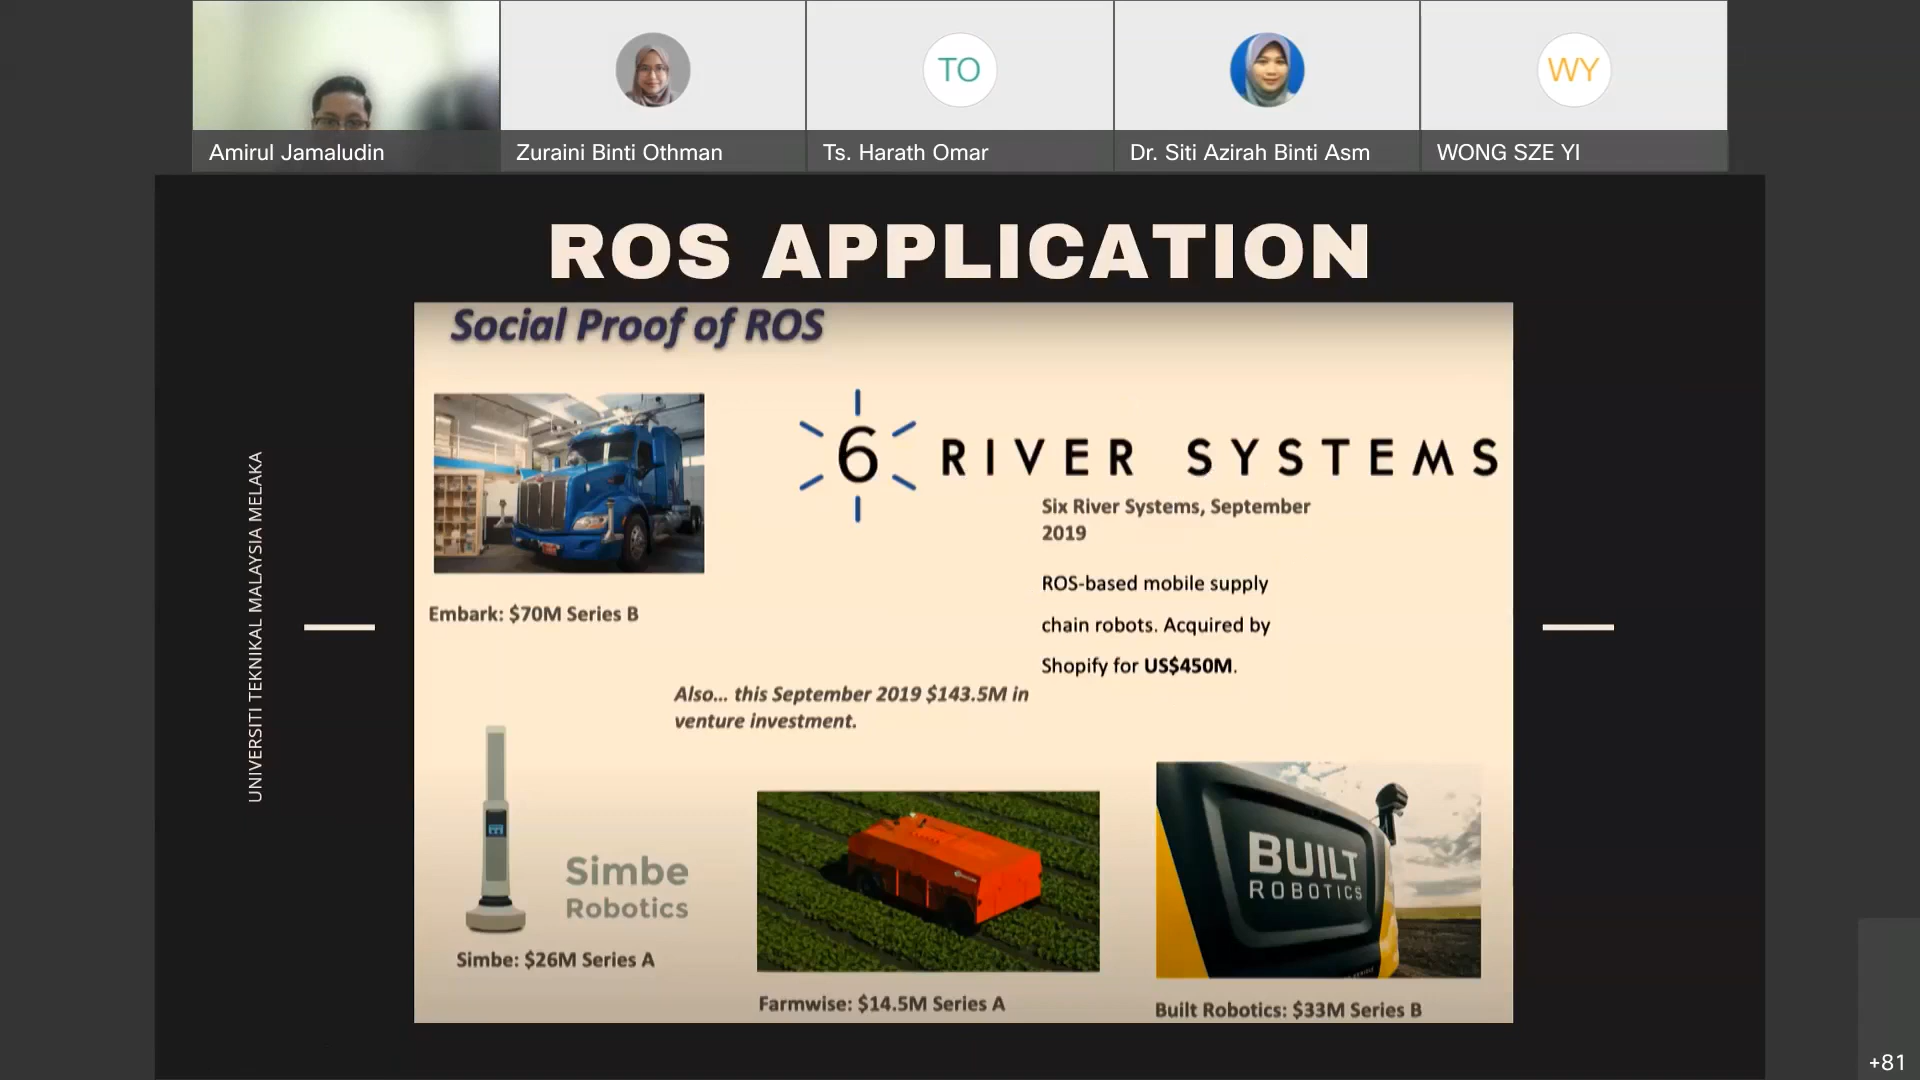 TO
WY
Amirul Jamaludin
Zuraini Binti Othman
Ts. Harath Omar
Dr. Siti Azirah Binti Asm
WONG SZE YI
ROS APPLICATION
UNIVERSITI TEKNIKAL MALAYSIA MELAKA
Social Proof of ROS
6 RIVER SYSTEMS
Six River Systems, September
2019
ROS-based mobile supply
chain robots. Acquired by
Shopify for US$450M.
Embark: $70M Series B
Also... this September 2019 $143.5M in
venture investment.
Simbe
Robotics
Simbe: $26M Series A
Farmwise: $14.5M Series A
BUILT
ROBOTICS
Built Robotics: $33M Series B
+81